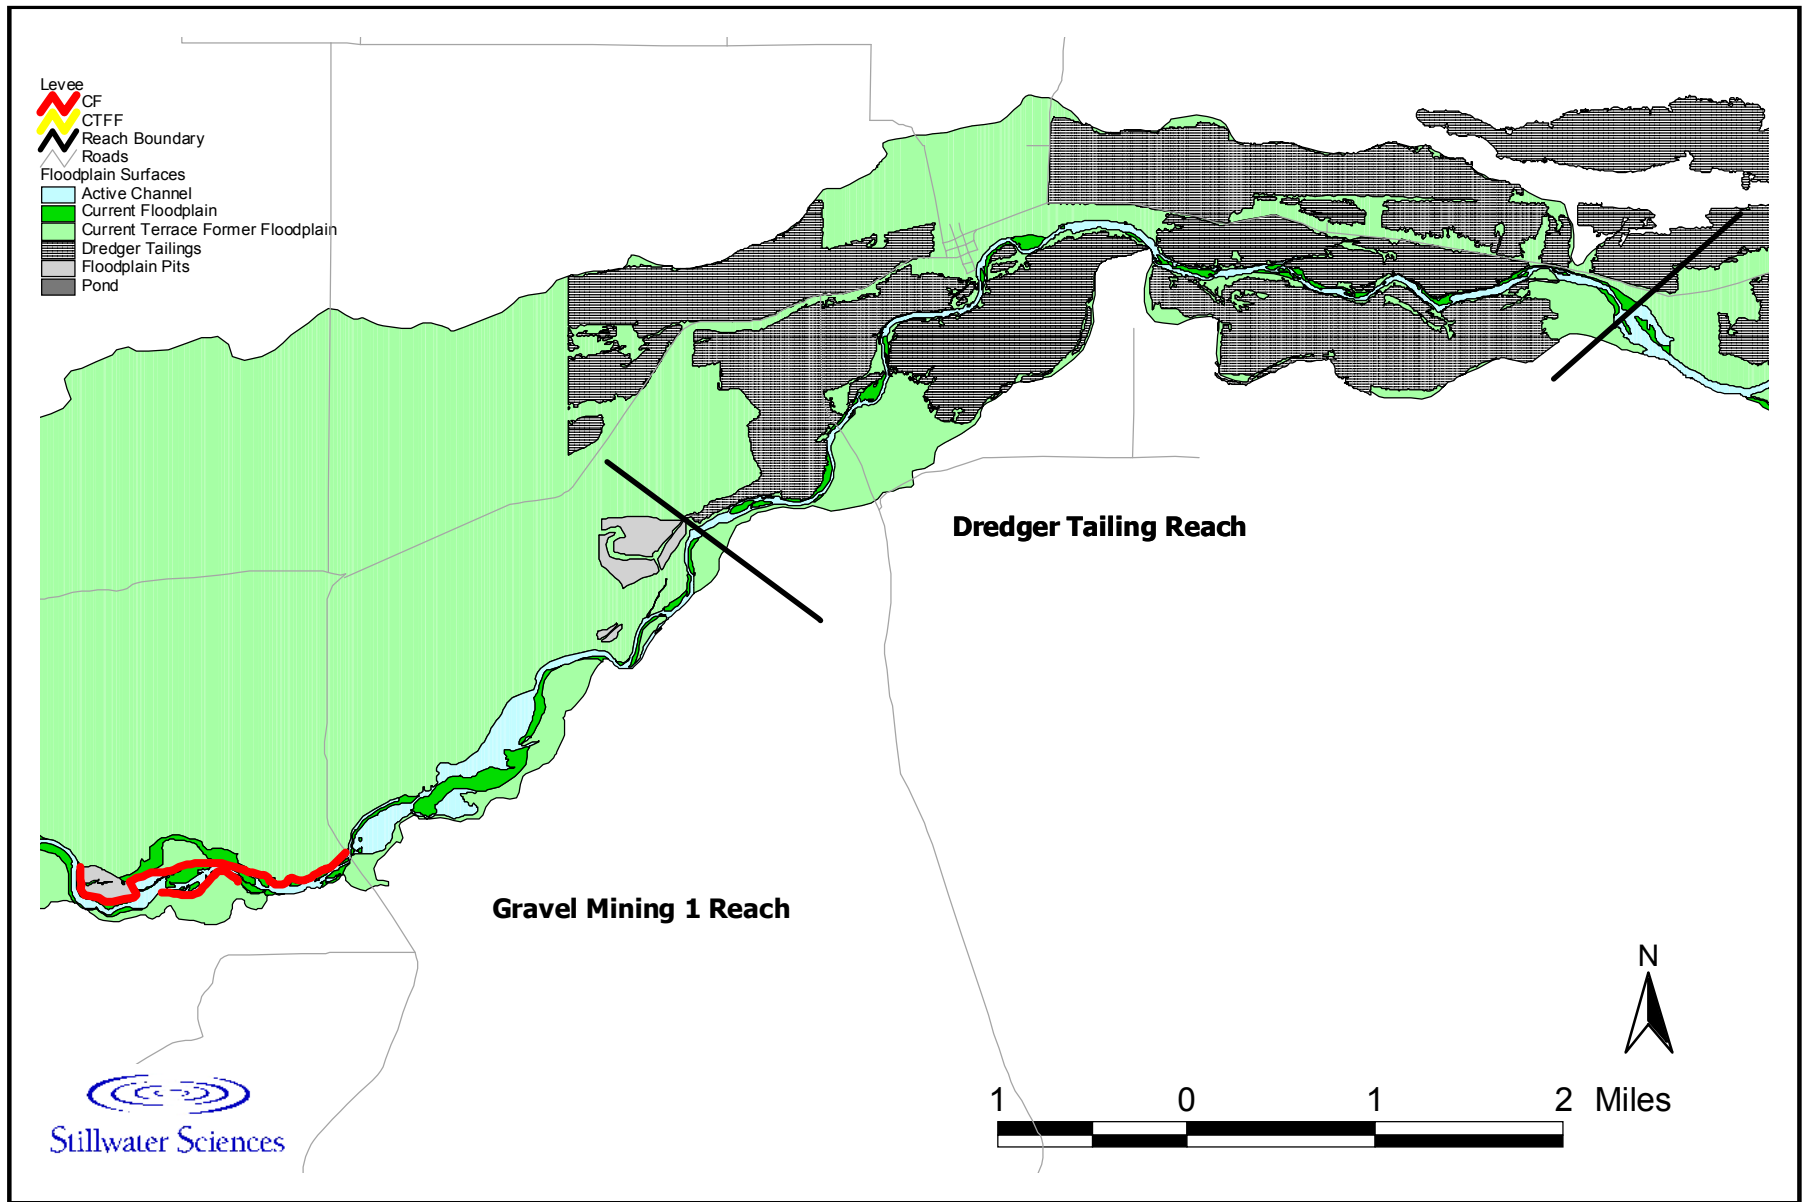 Levee
CF
CTFF
Reach Boundary
Roads
Floodplain Surfaces
Active Channel
Current Floodplain
Current Terrace Former Floodplain
Dredger Tailings
Floodplain Pits
Pond
Dredger Tailing Reach
Gravel Mining 1 Reach
N
1 0 1 2 Miles
Stillwater Sciences